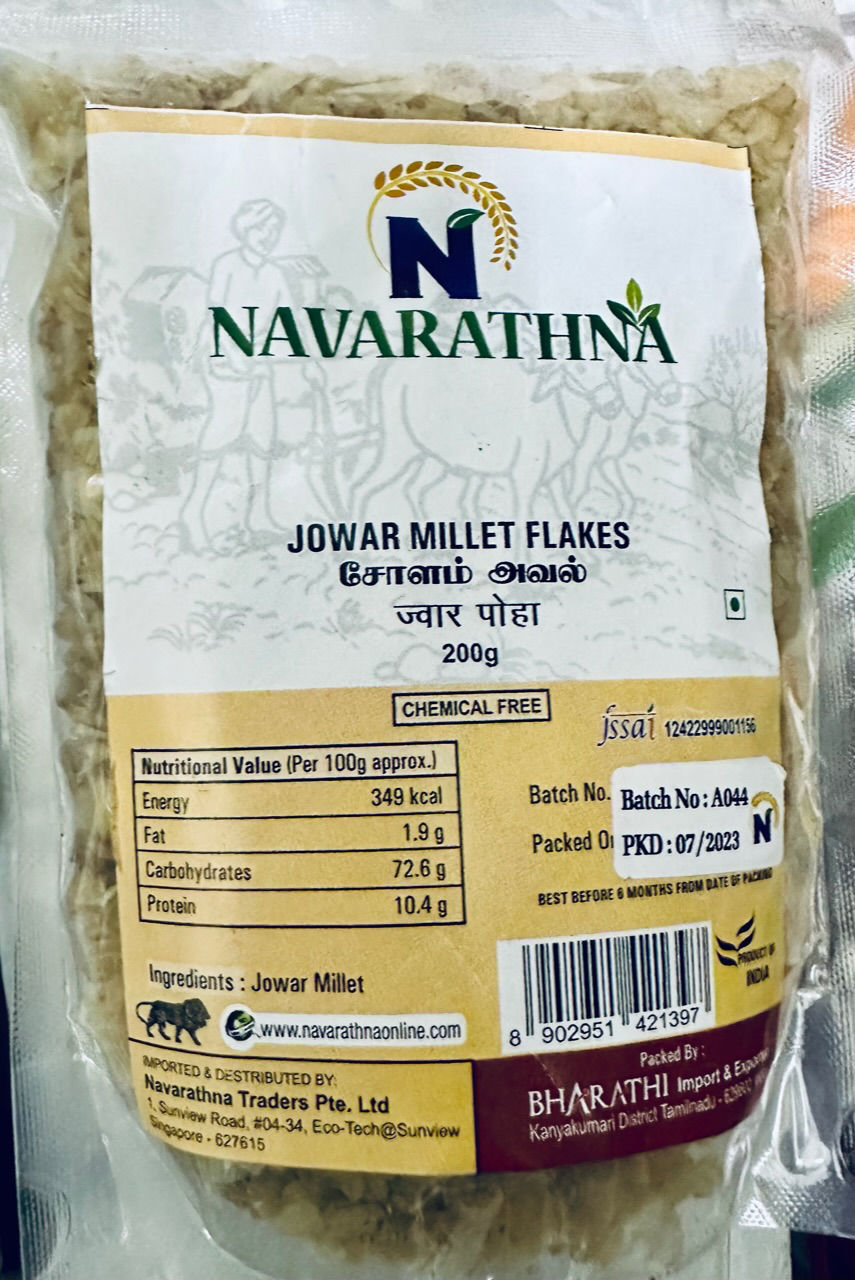 N
NAVARATHNA
JOWAR MILLET FLAKES
சோளம் அவல்
ज्वार पोहा
200g
CHEMICAL FREE
fssai 12422999001156
Nutritional Value (Per 100g approx.)
Energy 349 kcal
Fat 1.9 g
Carbohydrates 72.6 g
Protein 10.4 g
Batch No. Batch No : A044
Packed PKD : 07/2023 N
BEST BEFORE 6 MONTHS FROM DATE OF PACKING
PRODUCT OF
INDIA
Ingredients : Jowar Millet
www.navarathnaonline.com
8 902951 421397
IMPORTED & DISTRIBUTED BY:
Navarathna Traders Pte. Ltd
1, Sunview Road, #04-34, Eco-Tech@Sunview
Singapore - 627615
Packed By :
BHARATHI Import &
Kanyakumari District Tamilnadu -